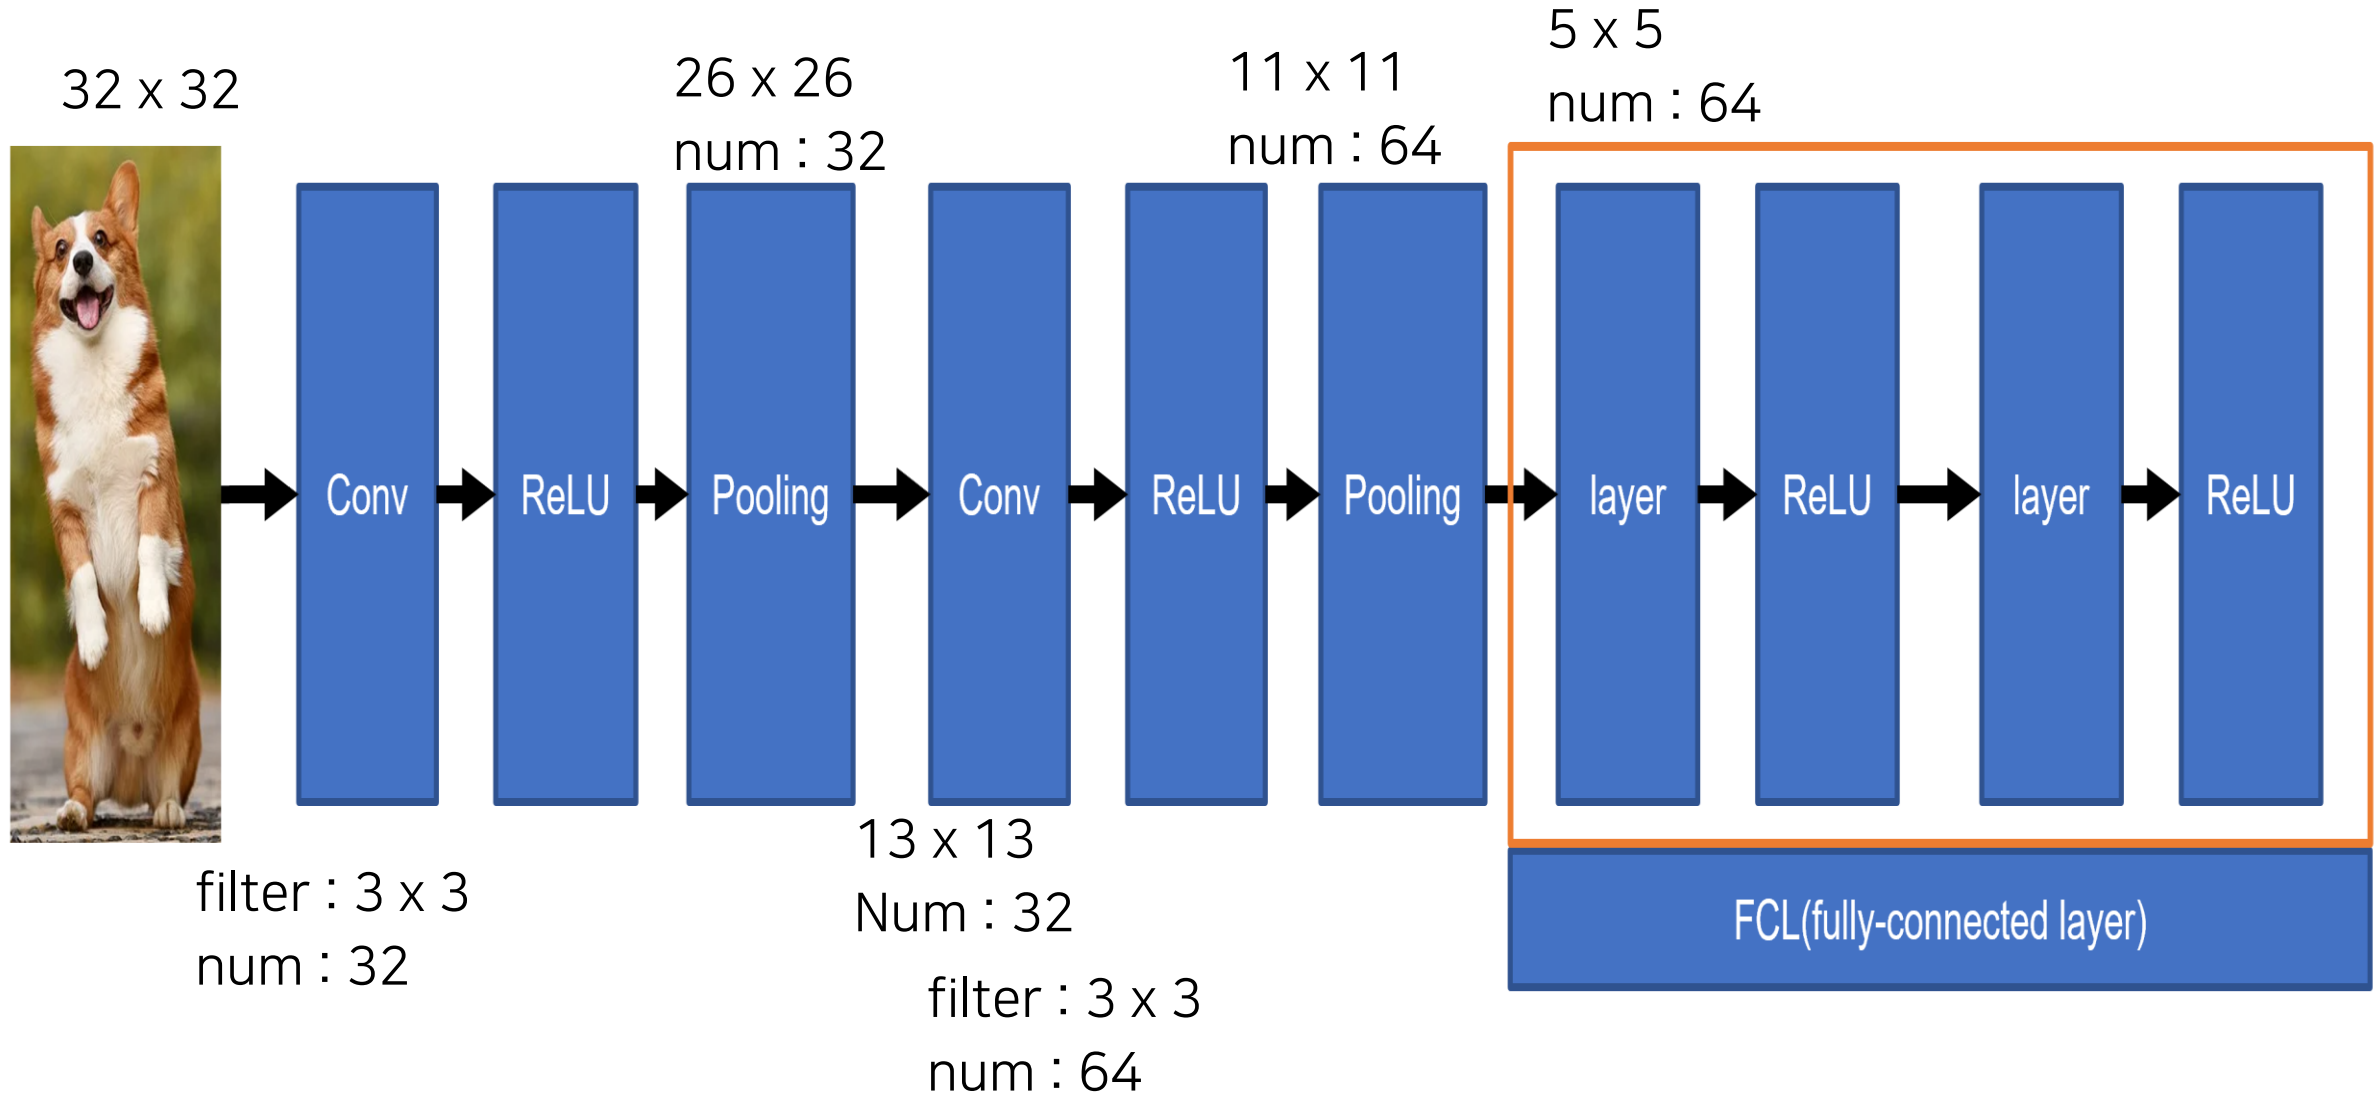 32 x 32
26 x 26
num : 32
11 x 11
num : 64
5 x 5
num : 64
Conv
ReLU
Pooling
Conv
ReLU
Pooling
layer
ReLU
layer
ReLU
filter : 3 x 3
num : 32
13 x 13
Num : 32
filter : 3 x 3
num : 64
FCL(fully-connected layer)